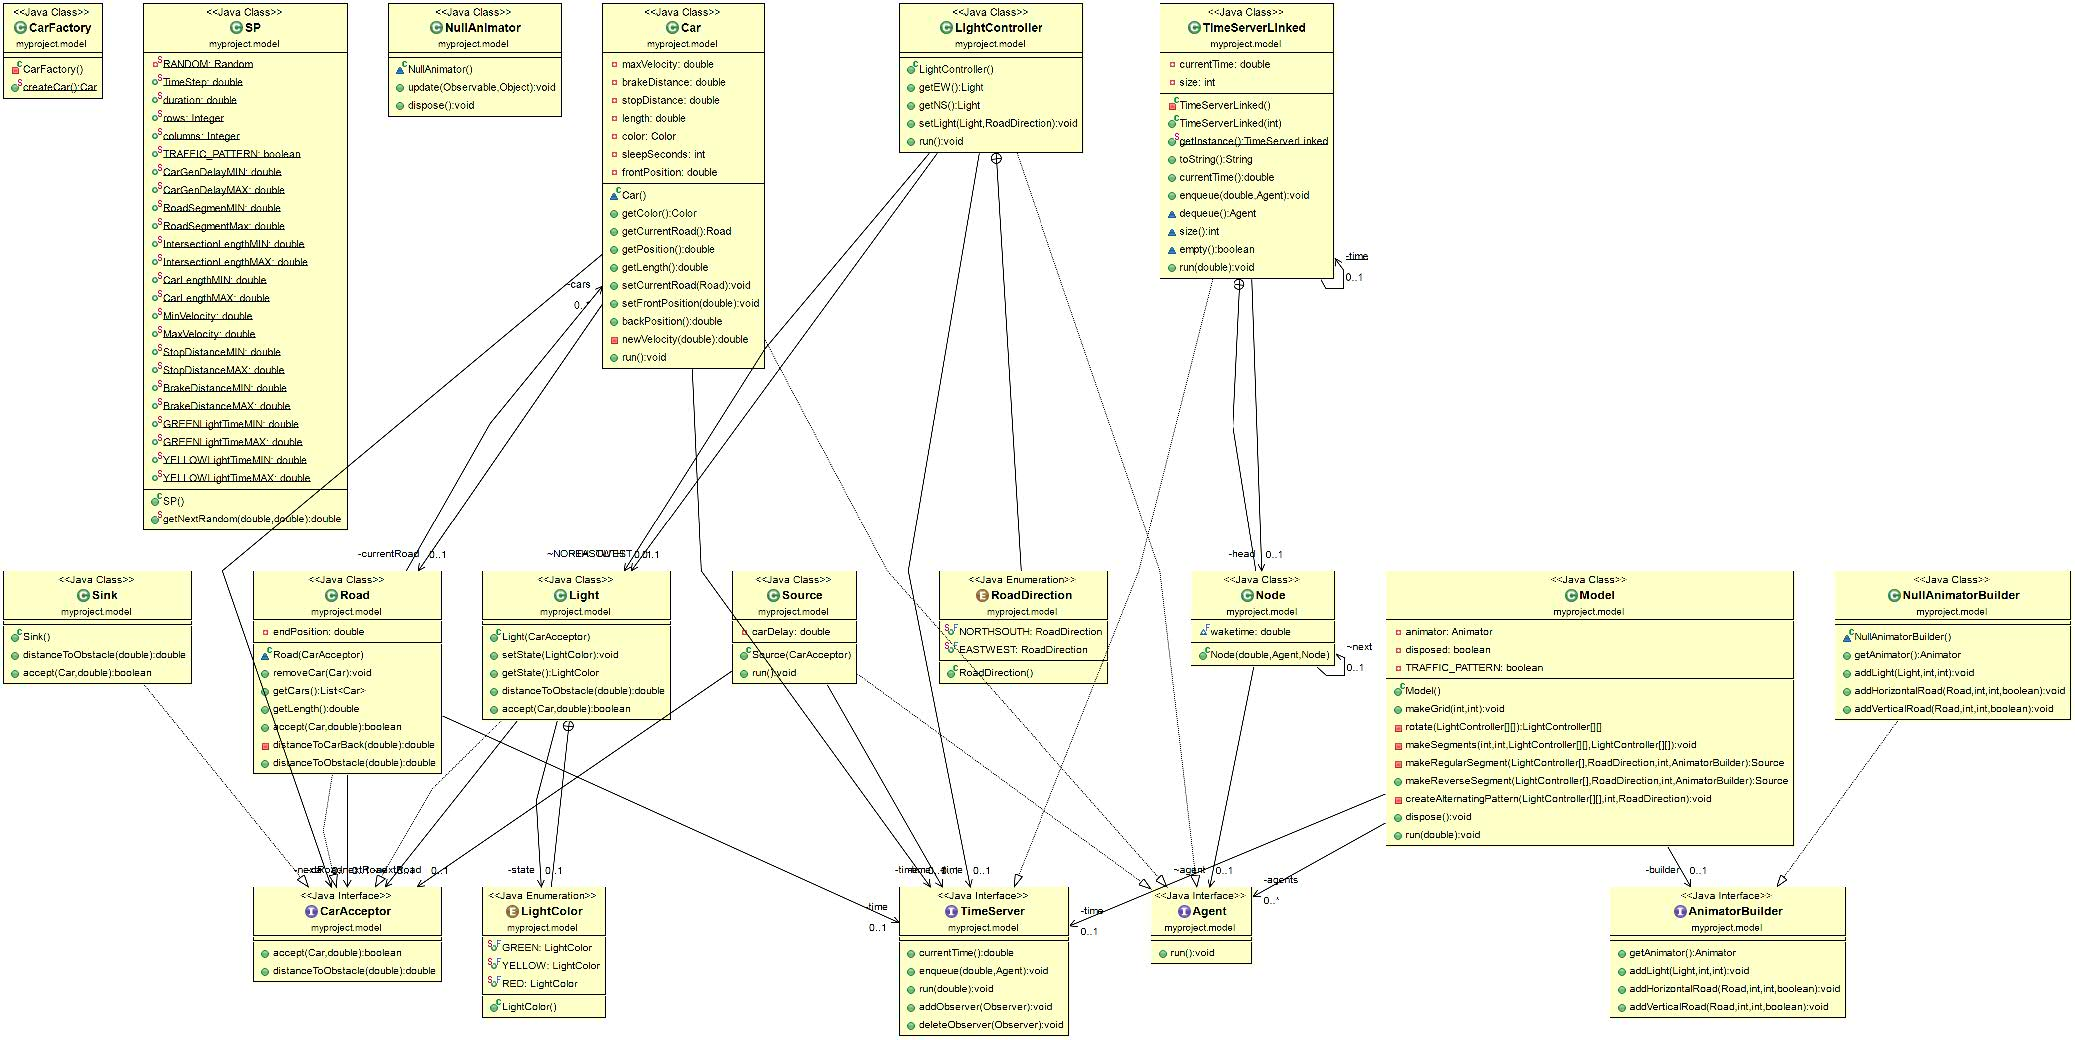 <<Java Class>>
CarFactory
myproject.model
CarFactory()
createCar():Car
<<Java Class>>
SP
myproject.model
RANDOM: Random
TimeStep: double
duration: double
rows: Integer
columns: Integer
TRAFFIC_PATTERN: boolean
CarGenDelayMIN: double
CarGenDelayMAX: double
RoadSegmenMIN: double
RoadSegmentMax: double
IntersectionLengthMIN: double
IntersectionLengthMAX: double
CarLengthMIN: double
CarLengthMAX: double
MinVelocity: double
MaxVelocity: double
StopDistanceMIN: double
StopDistanceMAX: double
BrakeDistanceMIN: double
BrakeDistanceMAX: double
GREENLightTimeMIN: double
GREENLightTimeMAX: double
YELLOWLightTimeMIN: double
YELLOWLightTimeMAX: double
SP()
getNextRandom(double,double):double
<<Java Class>>
NullAnimator
myproject.model
NullAnimator()
update(Observable,Object):void
dispose():void
<<Java Class>>
Car
myproject.model
maxVelocity: double
brakeDistance: double
stopDistance: double
length: double
color: Color
sleepSeconds: int
frontPosition: double
Car()
getColor():Color
getCurrentRoad():Road
getPosition():double
getLength():double
setCurrentRoad(Road):void
setFrontPosition(double):void
backPosition():double
newVelocity(double):double
run():void
<<Java Class>>
LightController
myproject.model
LightController()
getEW():Light
getNS():Light
setLight(Light,RoadDirection):void
run():void
<<Java Class>>
TimeServerLinked
myproject.model
currentTime: double
size: int
TimeServerLinked()
TimeServerLinked(int)
getInstance():TimeServerLinked
toString():String
currentTime():double
enqueue(double,Agent):void
dequeue():Agent
size():int
empty():boolean
run(double):void
-time
0..1
-cars
-currentRoad
0..1
-head
0..1
<<Java Class>>
Sink
myproject.model
Sink()
distanceToObstacle(double):double
accept(Car,double):boolean
<<Java Class>>
Road
myproject.model
endPosition: double
Road(CarAcceptor)
removeCar(Car):void
getCars():List<Car>
getLength():double
accept(Car,double):boolean
distanceToCarBack(double):double
distanceToObstacle(double):double
<<Java Class>>
Light
myproject.model
Light(CarAcceptor)
setState(LightColor):void
getState():LightColor
distanceToObstacle(double):double
accept(Car,double):boolean
<<Java Class>>
Source
myproject.model
carDelay: double
Source(CarAcceptor)
run():void
<<Java Enumeration>>
RoadDirection
myproject.model
NORTHSOUTH: RoadDirection
EASTWEST: RoadDirection
RoadDirection()
<<Java Class>>
Node
myproject.model
waketime: double
Node(double,Agent,Node)
~next
0..1
<<Java Class>>
Model
myproject.model
animator: Animator
disposed: boolean
TRAFFIC_PATTERN: boolean
Model()
makeGrid(int,int):void
rotate(LightController[][]):LightController[][]
makeSegments(int,int,LightController[][],LightController[][]):void
makeRegularSegment(LightController[],RoadDirection,int,AnimatorBuilder):Source
makeReverseSegment(LightController[],RoadDirection,int,AnimatorBuilder):Source
createAlternatingPattern(LightController[][],int,RoadDirection):void
dispose():void
run(double):void
<<Java Class>>
NullAnimatorBuilder
myproject.model
NullAnimatorBuilder()
getAnimator():Animator
addLight(Light,int,int):void
addHorizontalRoad(Road,int,int,boolean):void
addVerticalRoad(Road,int,int,boolean):void
0..1
-state
0..1
-time
0..1
0..1
~agent
0..1
-agents
0..*
-time
0..1
-builder
0..1
<<Java Interface>>
CarAcceptor
myproject.model
accept(Car,double):boolean
distanceToObstacle(double):double
<<Java Enumeration>>
LightColor
myproject.model
GREEN: LightColor
YELLOW: LightColor
RED: LightColor
LightColor()
<<Java Interface>>
TimeServer
myproject.model
currentTime():double
enqueue(double,Agent):void
run(double):void
addObserver(Observer):void
deleteObserver(Observer):void
<<Java Interface>>
Agent
myproject.model
run():void
<<Java Interface>>
AnimatorBuilder
myproject.model
getAnimator():Animator
addLight(Light,int,int):void
addHorizontalRoad(Road,int,int,boolean):void
addVerticalRoad(Road,int,int,boolean):void